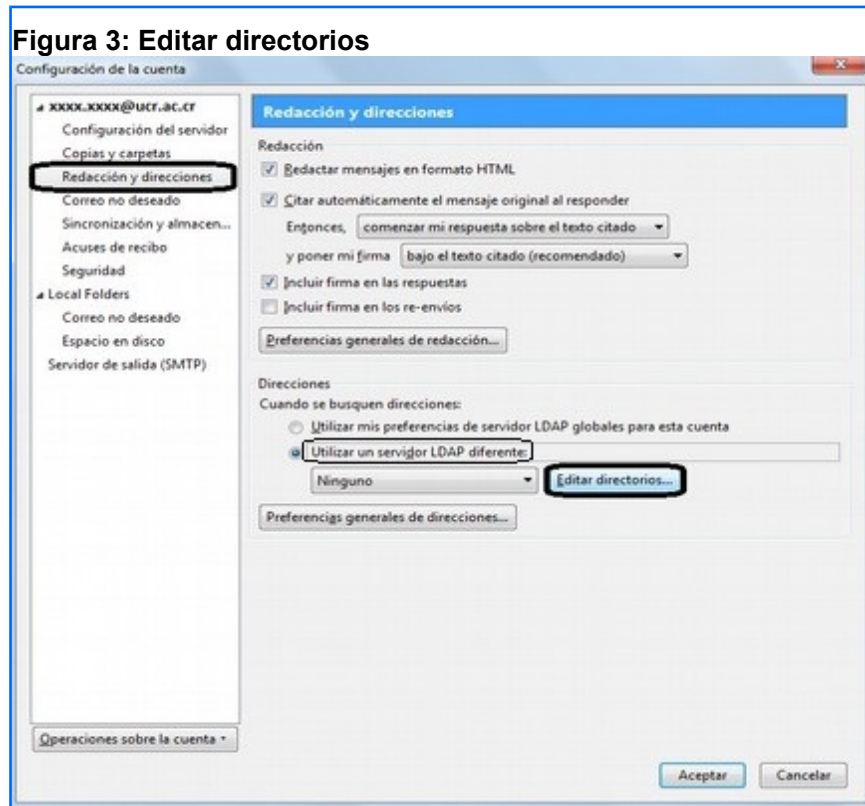 Figura 3: Editar directorios
Configuración de la cuenta
xxxx.xxxx@ucr.ac.cr
Configuración del servidor
Copias y carpetas
Redacción y direcciones
Correo no deseado
Sincronización y almacen...
Acuses de recibo
Seguridad
Local Folders
Correo no deseado
Espacio en disco
Servidor de salida (SMTP)
Operaciones sobre la cuenta
Redacción y direcciones
Redacción
Redactar mensajes en formato HTML
Citar automáticamente el mensaje original al responder
Entonces, comenzar mi respuesta sobre el texto citado
y poner mi firma bajo el texto citado (recomendado)
Incluir firma en las respuestas
Incluir firma en los re-envíos
Preferencias generales de redacción...
Direcciones
Cuando se busquen direcciones:
Utilizar mis preferencias de servidor LDAP globales para esta cuenta
Utilizar un servidor LDAP diferente:
Ninguno Editar directorios...
Preferencias generales de direcciones...
Aceptar Cancelar